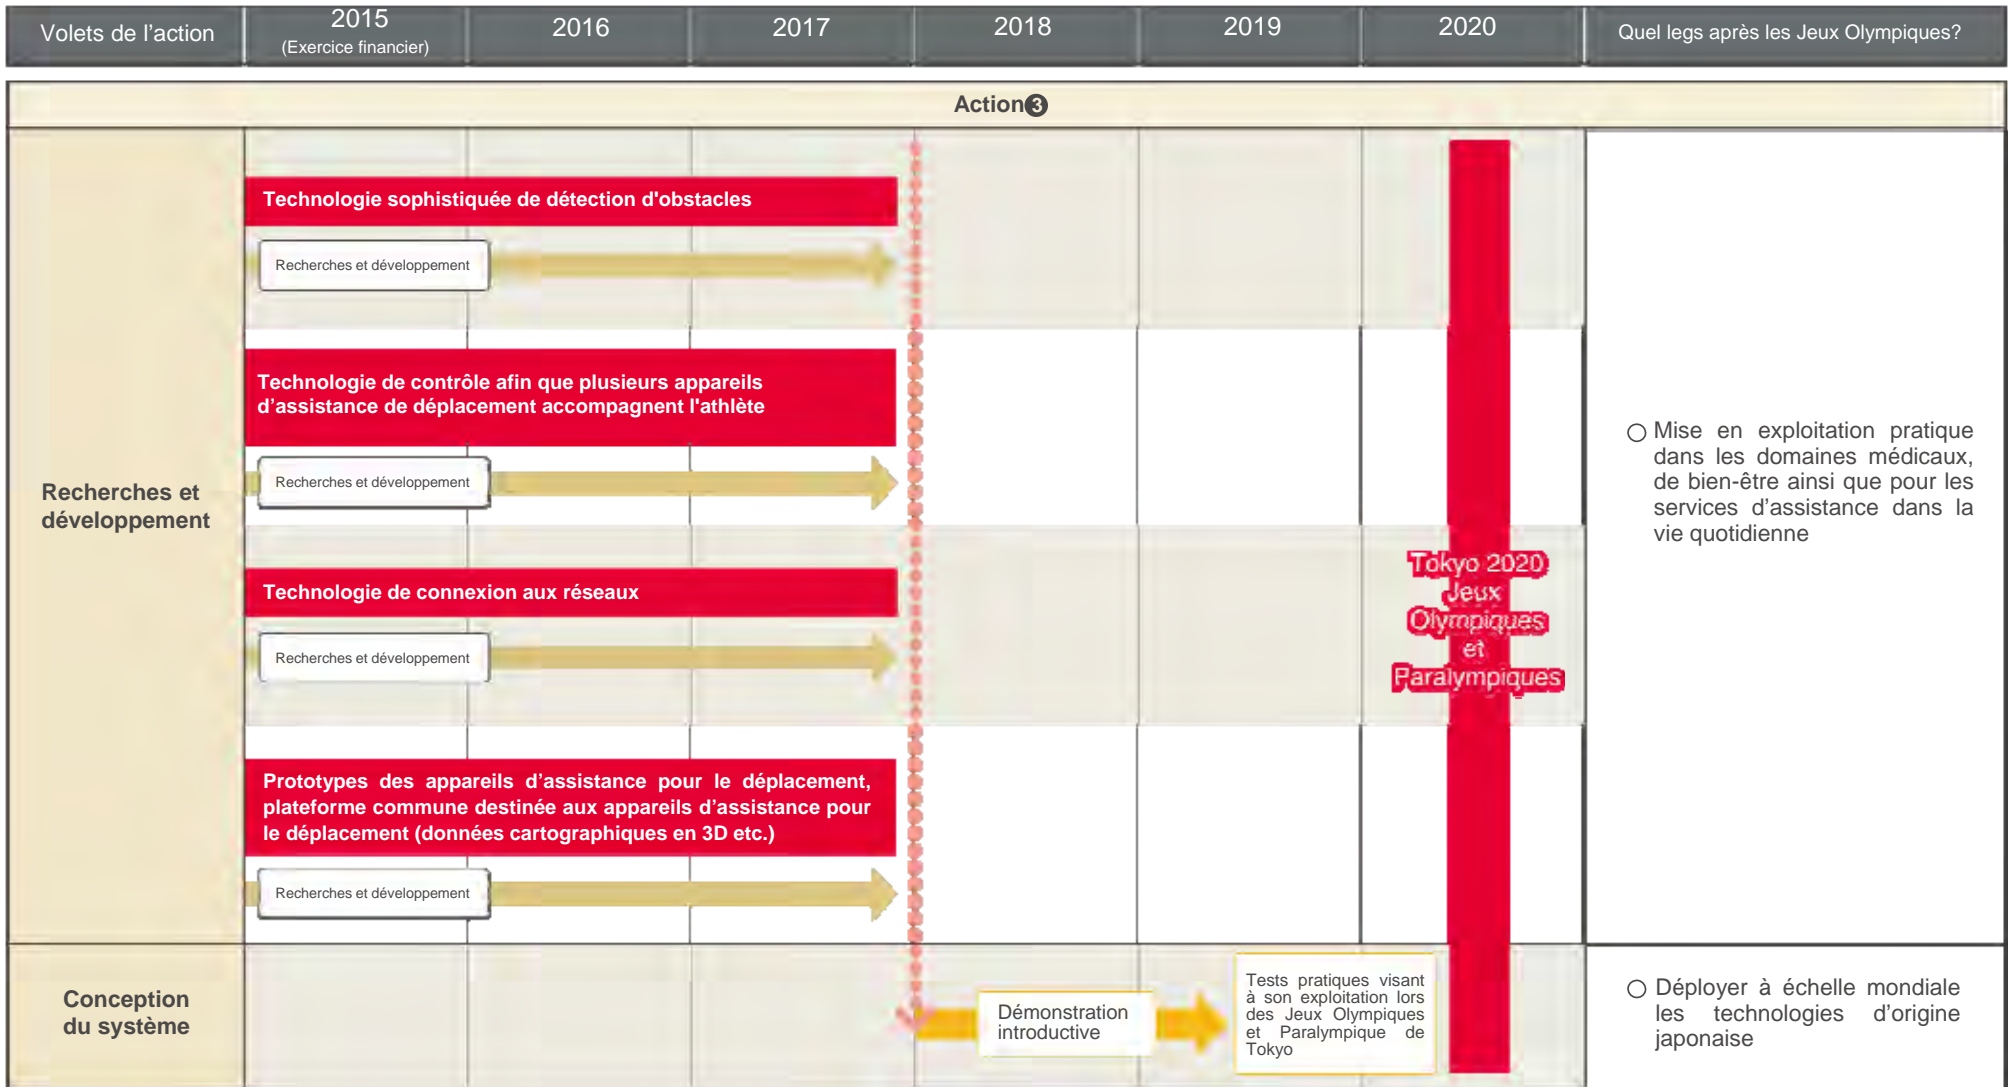 Volets de l'action
2015
(Exercice financier)
2016
2017
2018
2019
2020
Quel legs après les Jeux Olympiques?
Action❸
Recherches et
développement
Technologie sophistiquée de détection d'obstacles
Recherches et développement
Technologie de contrôle afin que plusieurs appareils
d'assistance de déplacement accompagnent l'athlète
Recherches et développement
Technologie de connexion aux réseaux
Recherches et développement
Prototypes des appareils d'assistance pour le déplacement,
plateforme commune destinée aux appareils d'assistance pour
le déplacement (données cartographiques en 3D etc.)
Recherches et développement
Tokyo 2020
Jeux
Olympiques
et
Paralympiques
○ Mise en exploitation pratique
dans les domaines médicaux,
de bien-être ainsi que pour les
services d'assistance dans la
vie quotidienne
Conception
du système
Démonstration
introductive
Tests pratiques visant
à son exploitation lors
des Jeux Olympiques
et Paralympique de
Tokyo
○ Déployer à échelle mondiale
les technologies d'origine
japonaise